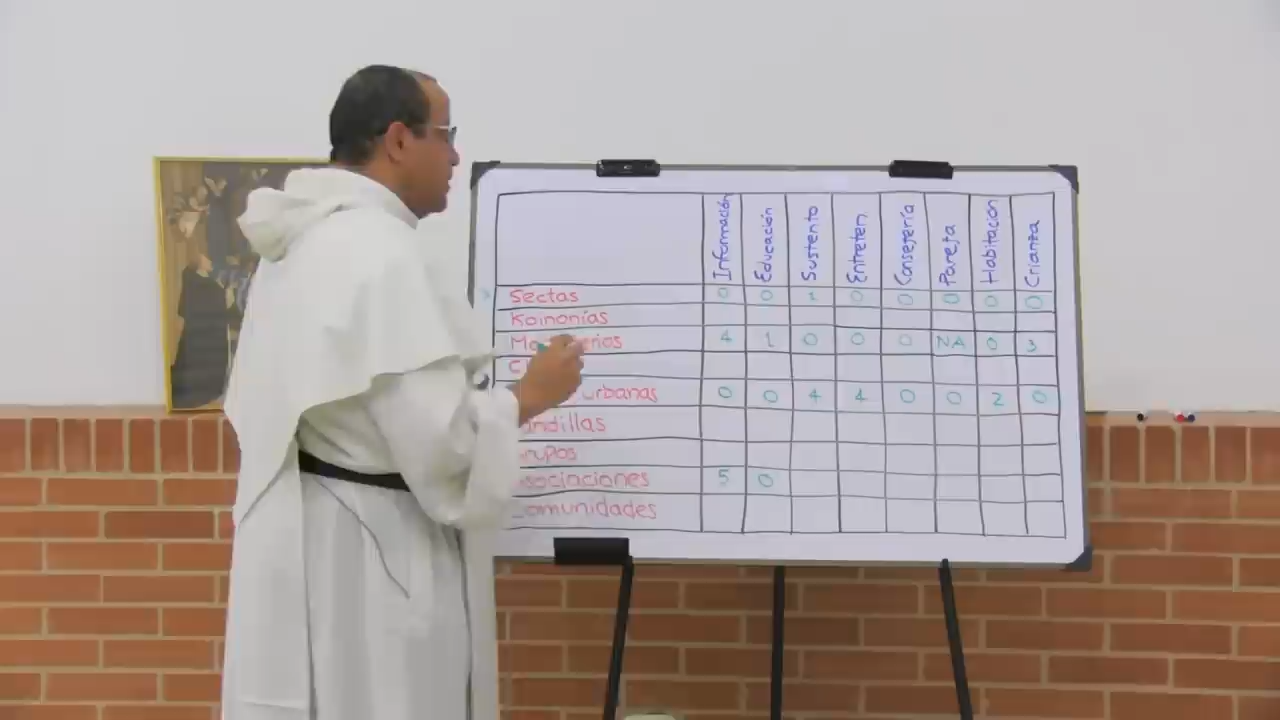 Información Educación Sustento Entreten. Consejería Pareja Habitación Crianza
Sectas 0 0 1 0 0 0 0 0
Koinonías
4 1 0 0 0 NA 0 3
urbanas 0 0 4 4 0 0 2 0
andillas
rupos
sociaciones 5 0
omunidades